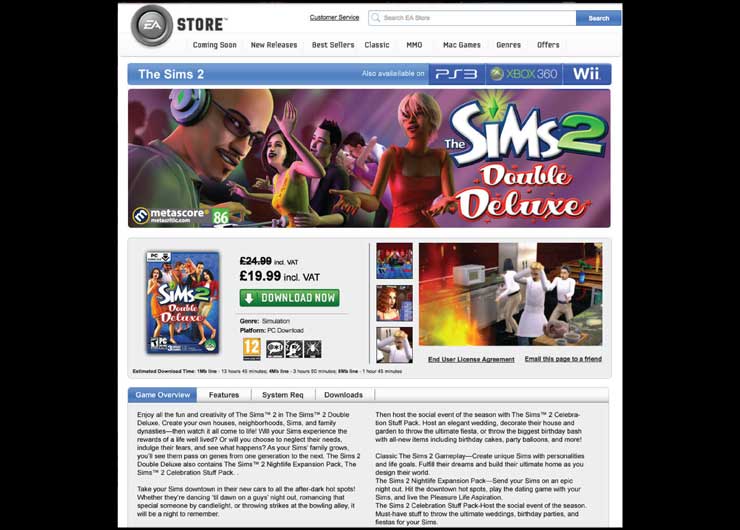 EA
STORE™
Customer Service
Search EA Store
Search
Coming Soon
New Releases
Best Sellers
Classic
MMO
Mac Games
Genres
Offers
The Sims 2
Also availaible on
PS3
XBOX 360
Wii
The
SiMS 2
Double
Deluxe
m metascore®
metacritic.com
86
£24.99 incl. VAT
£19.99 incl. VAT
DOWNLOAD NOW
Genre: Simulation
Platform: PC Download
12
PC
SiMS 2
Double
Deluxe
PC
End User License Agreement
Email this page to a friend
Estimated Download Time: 1Mb line - 13 hours 49 minutes; 4Mb line - 3 hours 50 minutes; 8Mb line - 1 hour 45 minutes
Game Overview
Features
System Req
Downloads
Enjoy all the fun and creativity of The Sims™ 2 in The Sims™ 2 Double
Deluxe. Create your own houses, neighborhoods, Sims, and family
dynasties—then watch it all come to life! Will your Sims experience the
rewards of a life well lived? Or will you choose to neglect their needs,
indulge their fears, and see what happens? As your Sims' family grows,
you'll see them pass on genes from one generation to the next. The Sims 2
Double Deluxe also contains The Sims™ 2 Nightlife Expansion Pack, The
Sims™ 2 Celebration Stuff Pack. .
Take your Sims downtown in their new cars to all the after-dark hot spots!
Whether they're dancing 'til dawn on a guys' night out, romancing that
special someone by candlelight, or throwing strikes at the bowling alley, it
will be a night to remember.
Then host the social event of the season with The Sims™ 2 Celebra-
tion Stuff Pack. Host an elegant wedding, decorate their house and
garden to throw the ultimate fiesta, or throw the biggest birthday bash
with all-new items including birthday cakes, party balloons, and more!
Classic The Sims 2 Gameplay—Create unique Sims with personalities
and life goals. Fulfill their dreams and build their ultimate home as you
design their world.
The Sims 2 Nightlife Expansion Pack—Send your Sims on an epic
night out. Hit the downtown hot spots, play the dating game with your
Sims, and live the Pleasure Life Aspiration.
The Sims 2 Celebration Stuff Pack-Host the social event of the season.
Must-have stuff to throw the ultimate weddings, birthday parties, and
fiestas for your Sims.